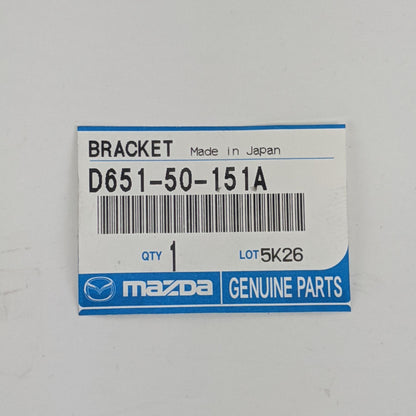 BRACKET Made in Japan
D651-50-151A
QTY 1 LOT 5K26
mazda GENUINE PARTS